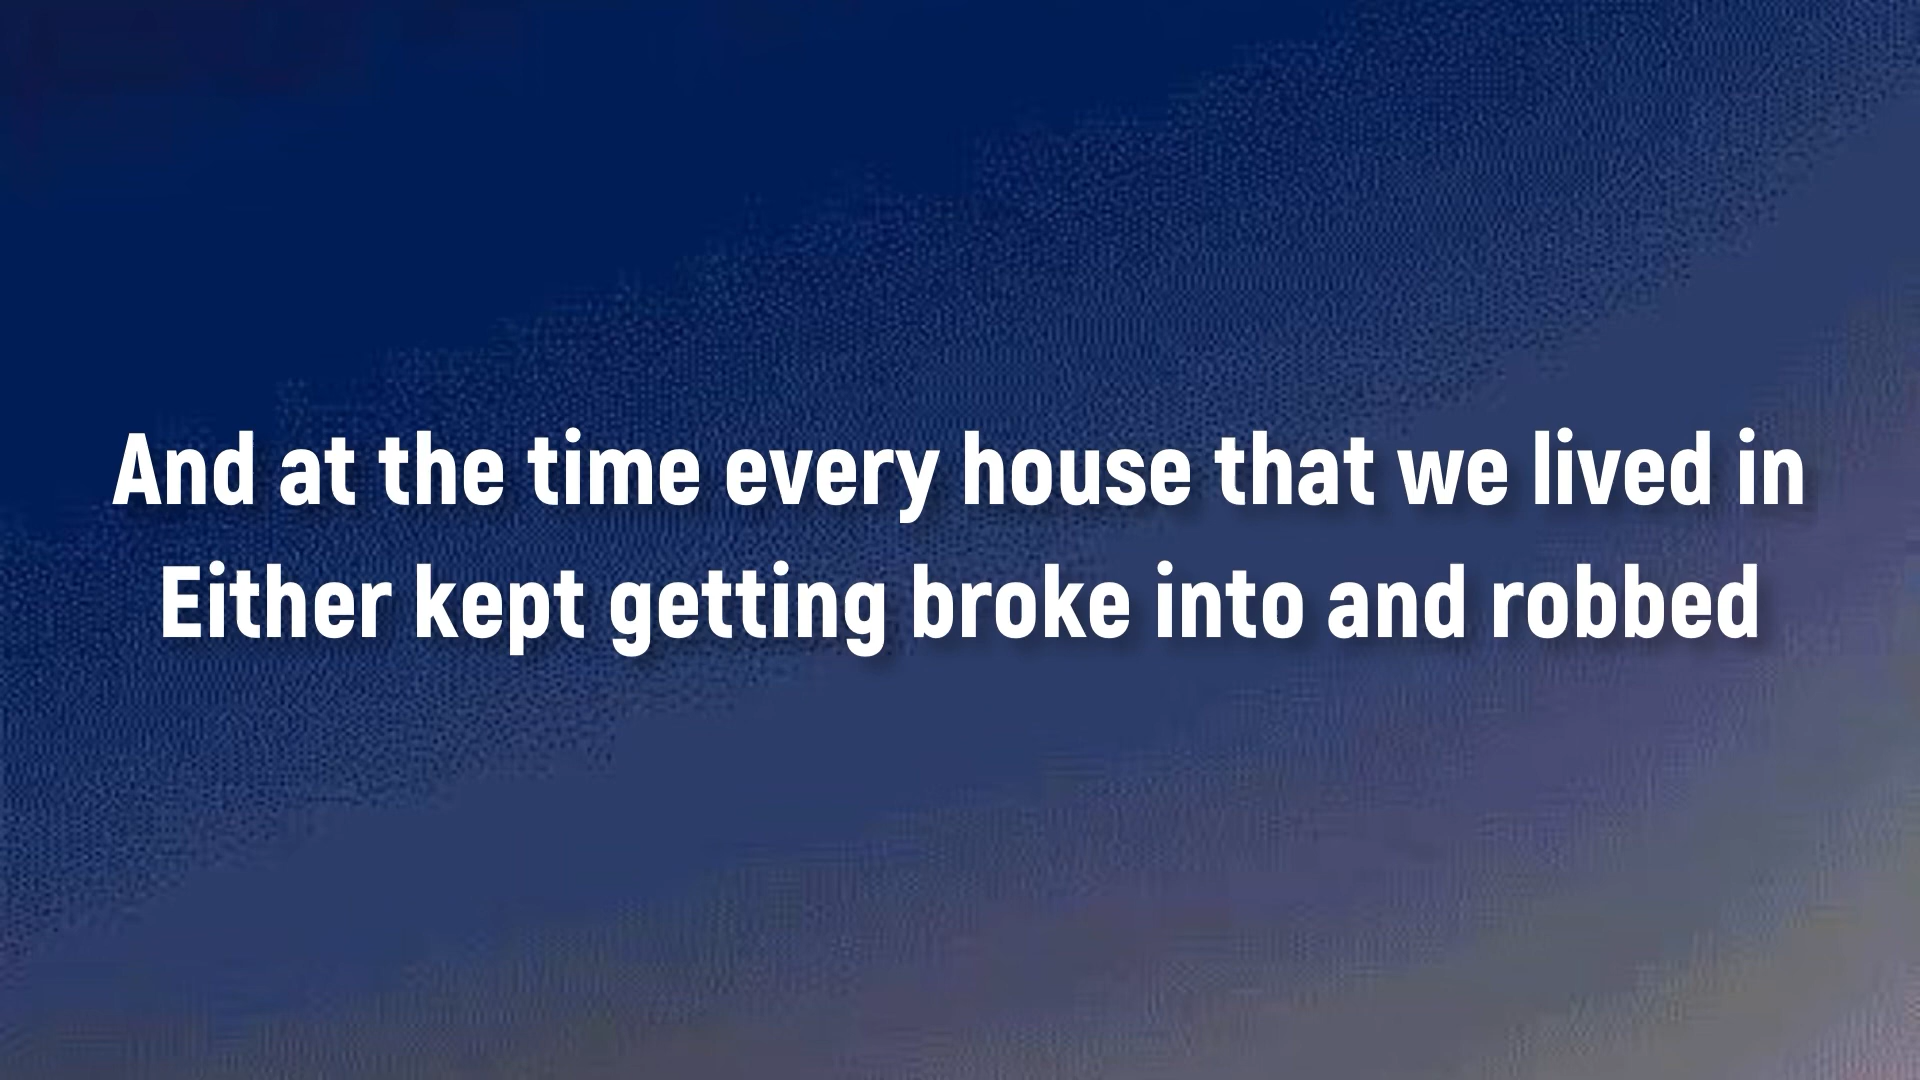 And at the time every house that we lived in
Either kept getting broke into and robbed